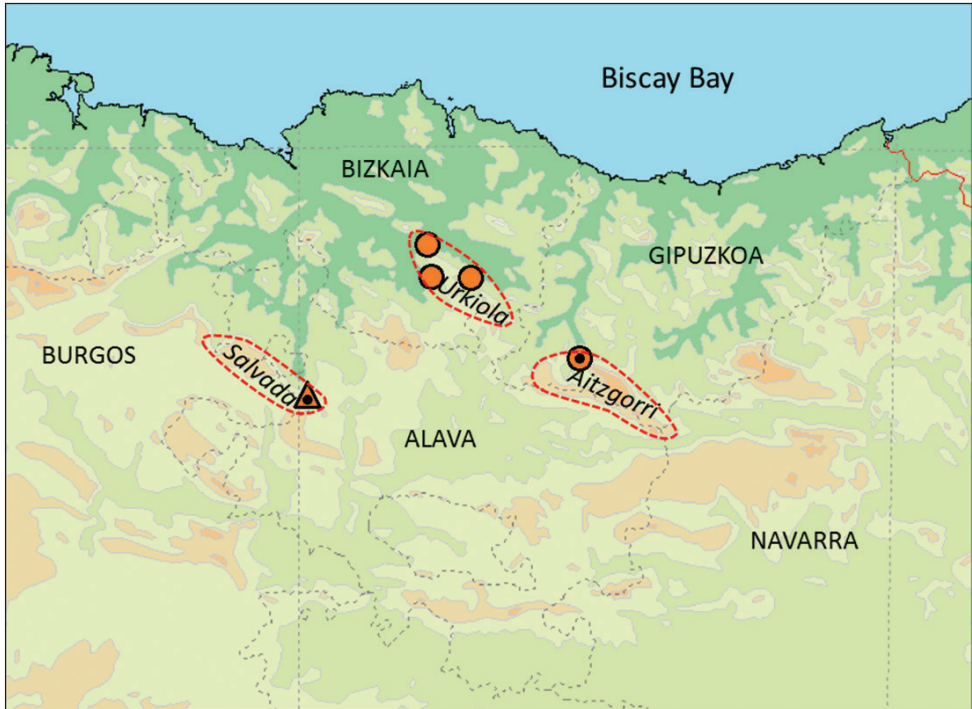 Biscay Bay
BIZKAIA
GIPUZKOA
Urkiola
BURGOS
Salvada
Aitzgorri
ALAVA
NAVARRA